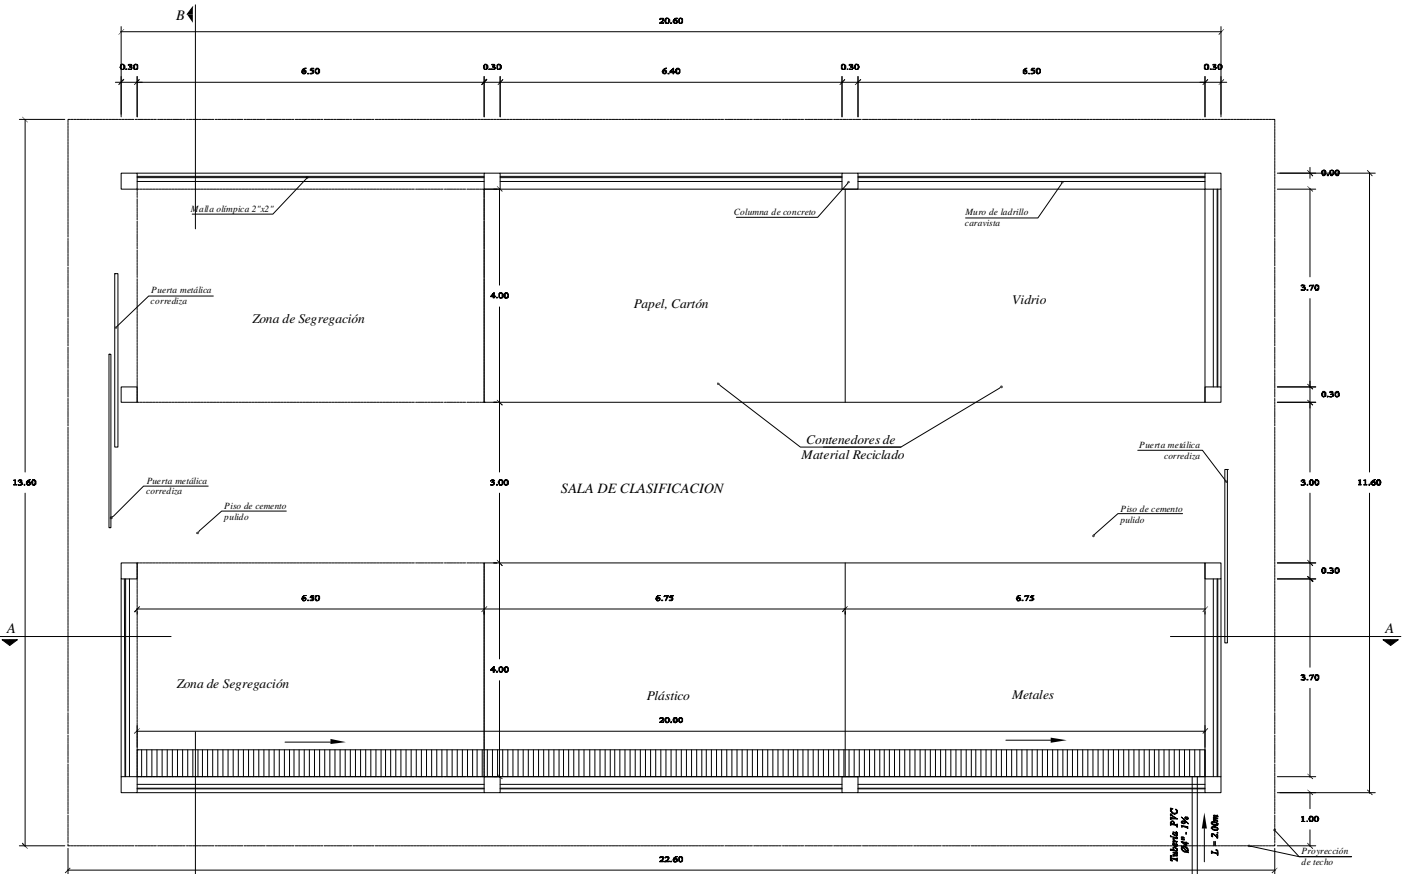 B
20.60
0.30
6.50
0.30
6.40
0.30
6.50
0.30
0.00
Malla olímpica 2"x2"
Columna de concreto
Muro de ladrillo
caravista
Puerta metálica
corrediza
4.00
Papel, Cartón
Vidrio
3.70
Zona de Segregación
0.30
Contenedores de
Material Reciclado
Puerta metálica
corrediza
13.60
Puerta metálica
corrediza
3.00
SALA DE CLASIFICACION
3.00
11.60
Piso de cemento
pulido
Piso de cemento
pulido
0.30
6.50
6.75
6.75
A
A
4.00
3.70
Zona de Segregación
Plástico
Metales
20.00
Tubería PVC
Ø4" - 1%
L = 2.00m
1.00
Proyrección
de techo
22.60